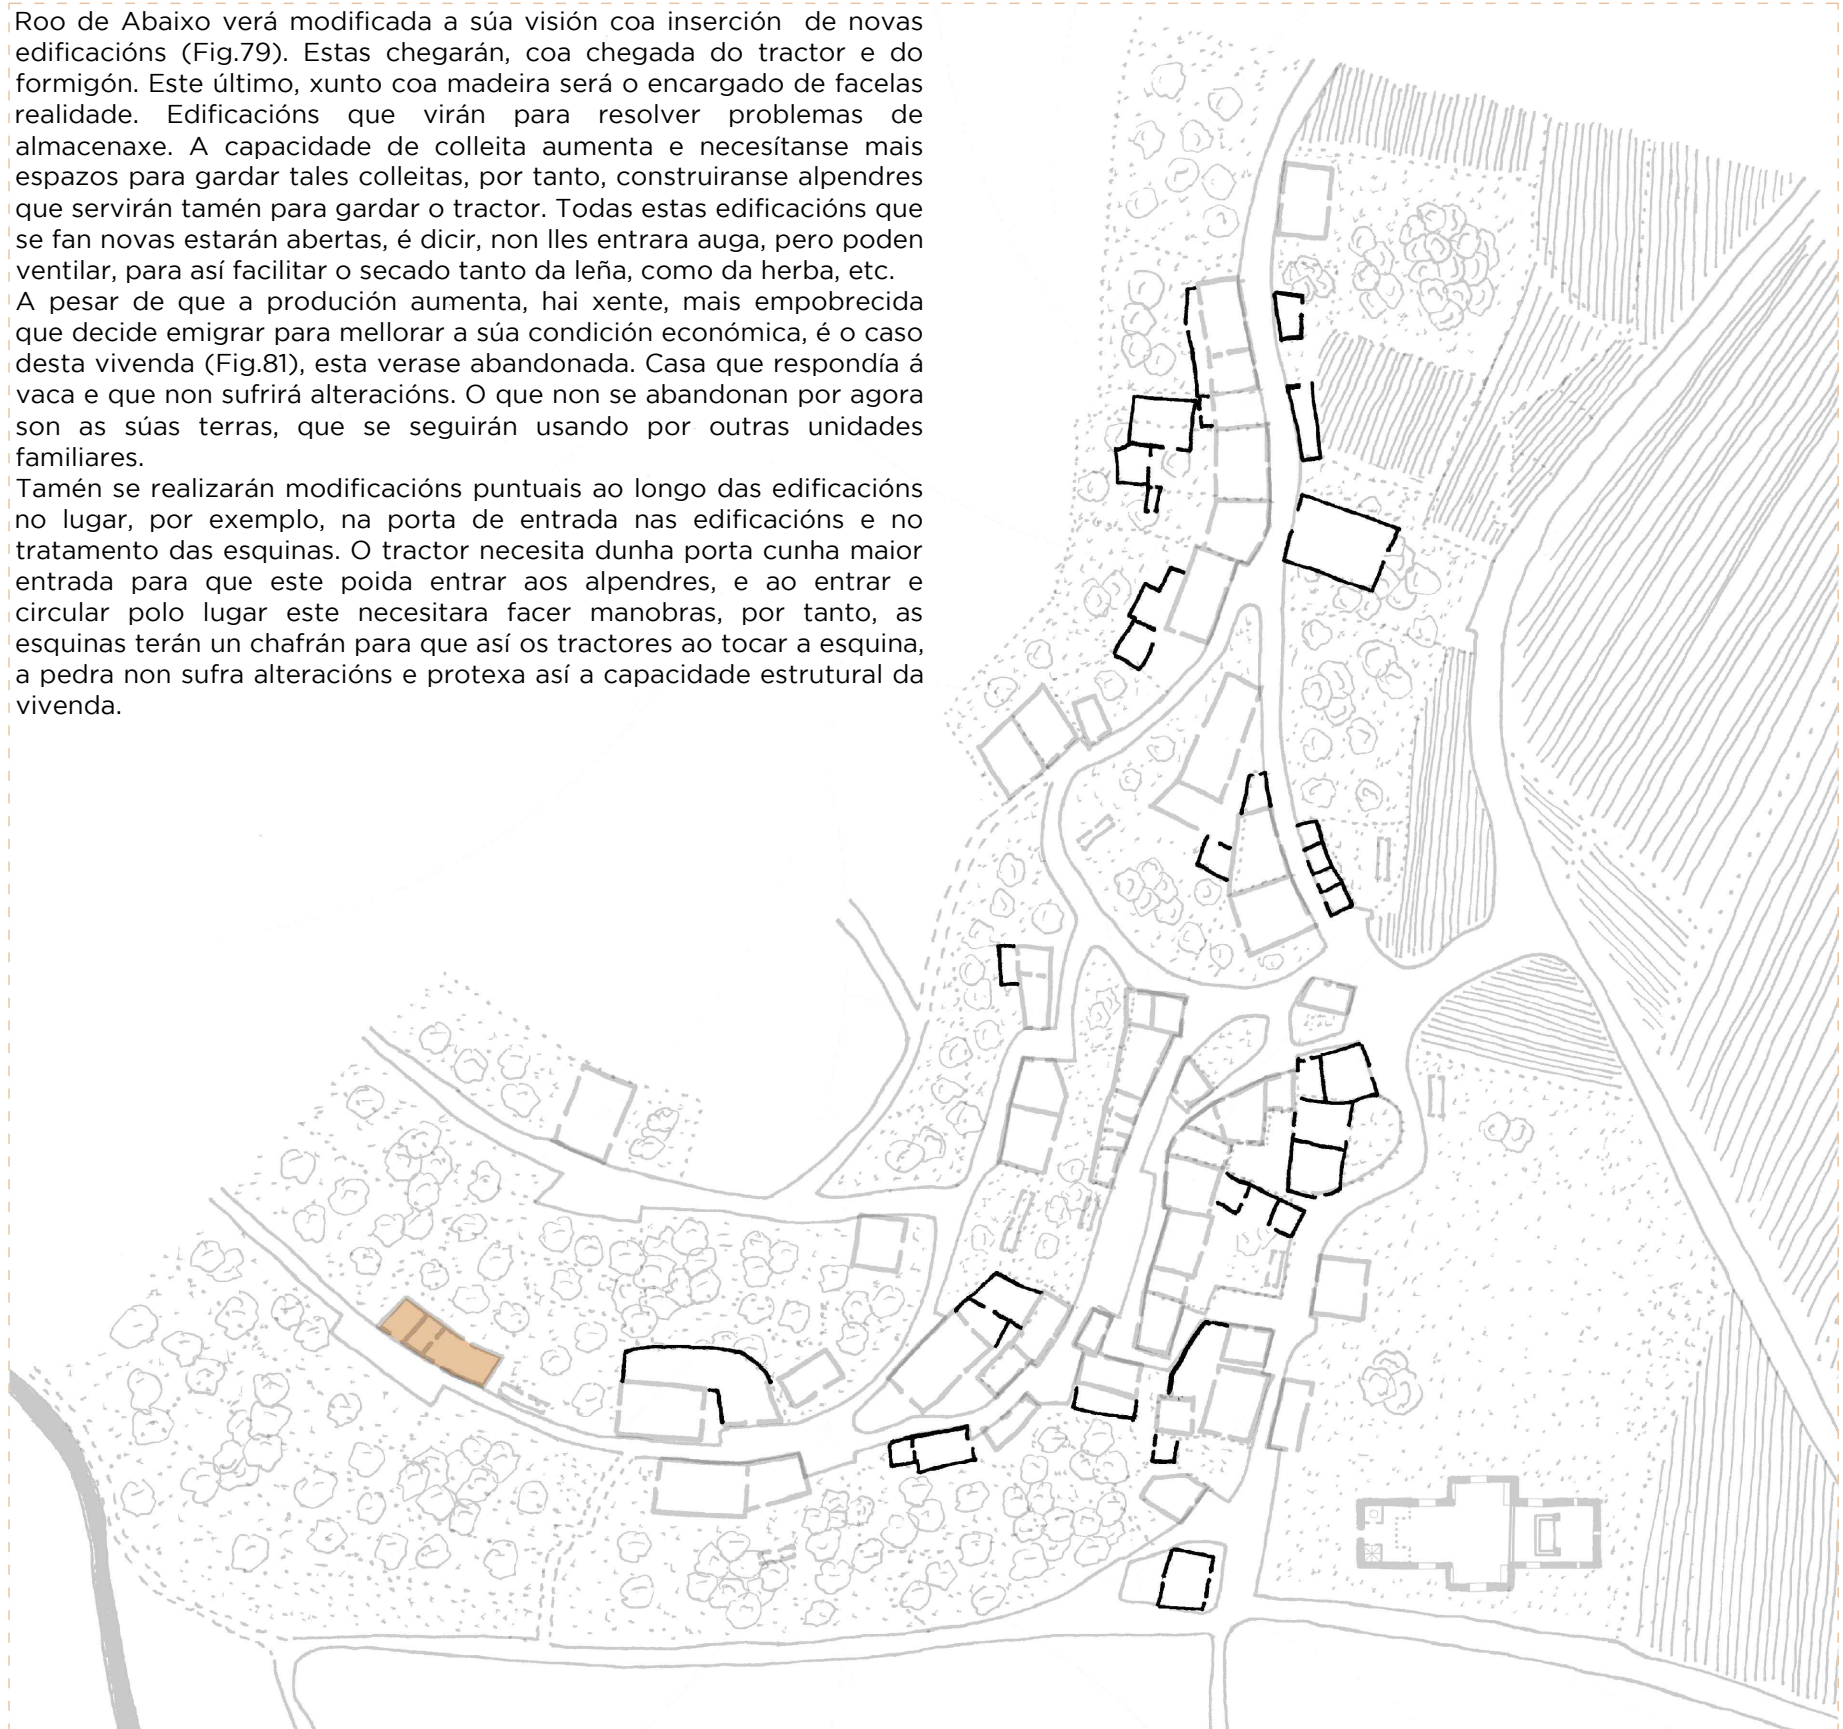 Roo de Abaixo verá modificada a súa visión coa inserción de novas
edificacións (Fig.79). Estas chegarán, coa chegada do tractor e do
formigón. Este último, xunto coa madeira será o encargado de facelas
realidade. Edificacións que virán para resolver problemas de
almacenaxe. A capacidade de colleita aumenta e necesítanse mais
espazos para gardar tales colleitas, por tanto, construiranse alpendres
que servirán tamén para gardar o tractor. Todas estas edificacións que
se fan novas estarán abertas, é dicir, non lles entrara auga, pero poden
ventilar, para así facilitar o secado tanto da leña, como da herba, etc.
A pesar de que a produción aumenta, hai xente, mais empobrecida
que decide emigrar para mellorar a súa condición económica, é o caso
desta vivenda (Fig.81), esta verase abandonada. Casa que respondía á
vaca e que non sufrirá alteracións. O que non se abandonan por agora
son as súas terras, que se seguirán usando por outras unidades
familiares.
Tamén se realizarán modificacións puntuais ao longo das edificacións
no lugar, por exemplo, na porta de entrada nas edificacións e no
tratamento das esquinas. O tractor necesita dunha porta cunha maior
entrada para que este poida entrar aos alpendres, e ao entrar e
circular polo lugar este necesitara facer manobras, por tanto, as
esquinas terán un chafrán para que así os tractores ao tocar a esquina,
a pedra non sufra alteracións e protexa así a capacidade estrutural da
vivenda.